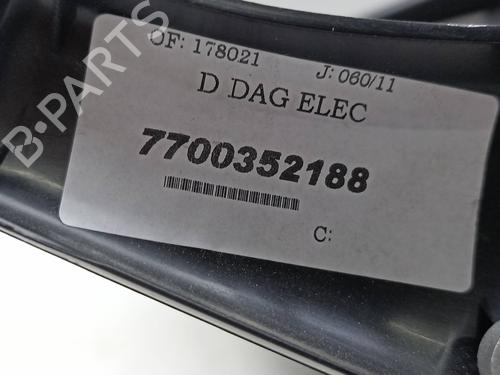 OF: 178021 J: 060/11
D DAG ELEC
7700352188
C:
B-PARTS